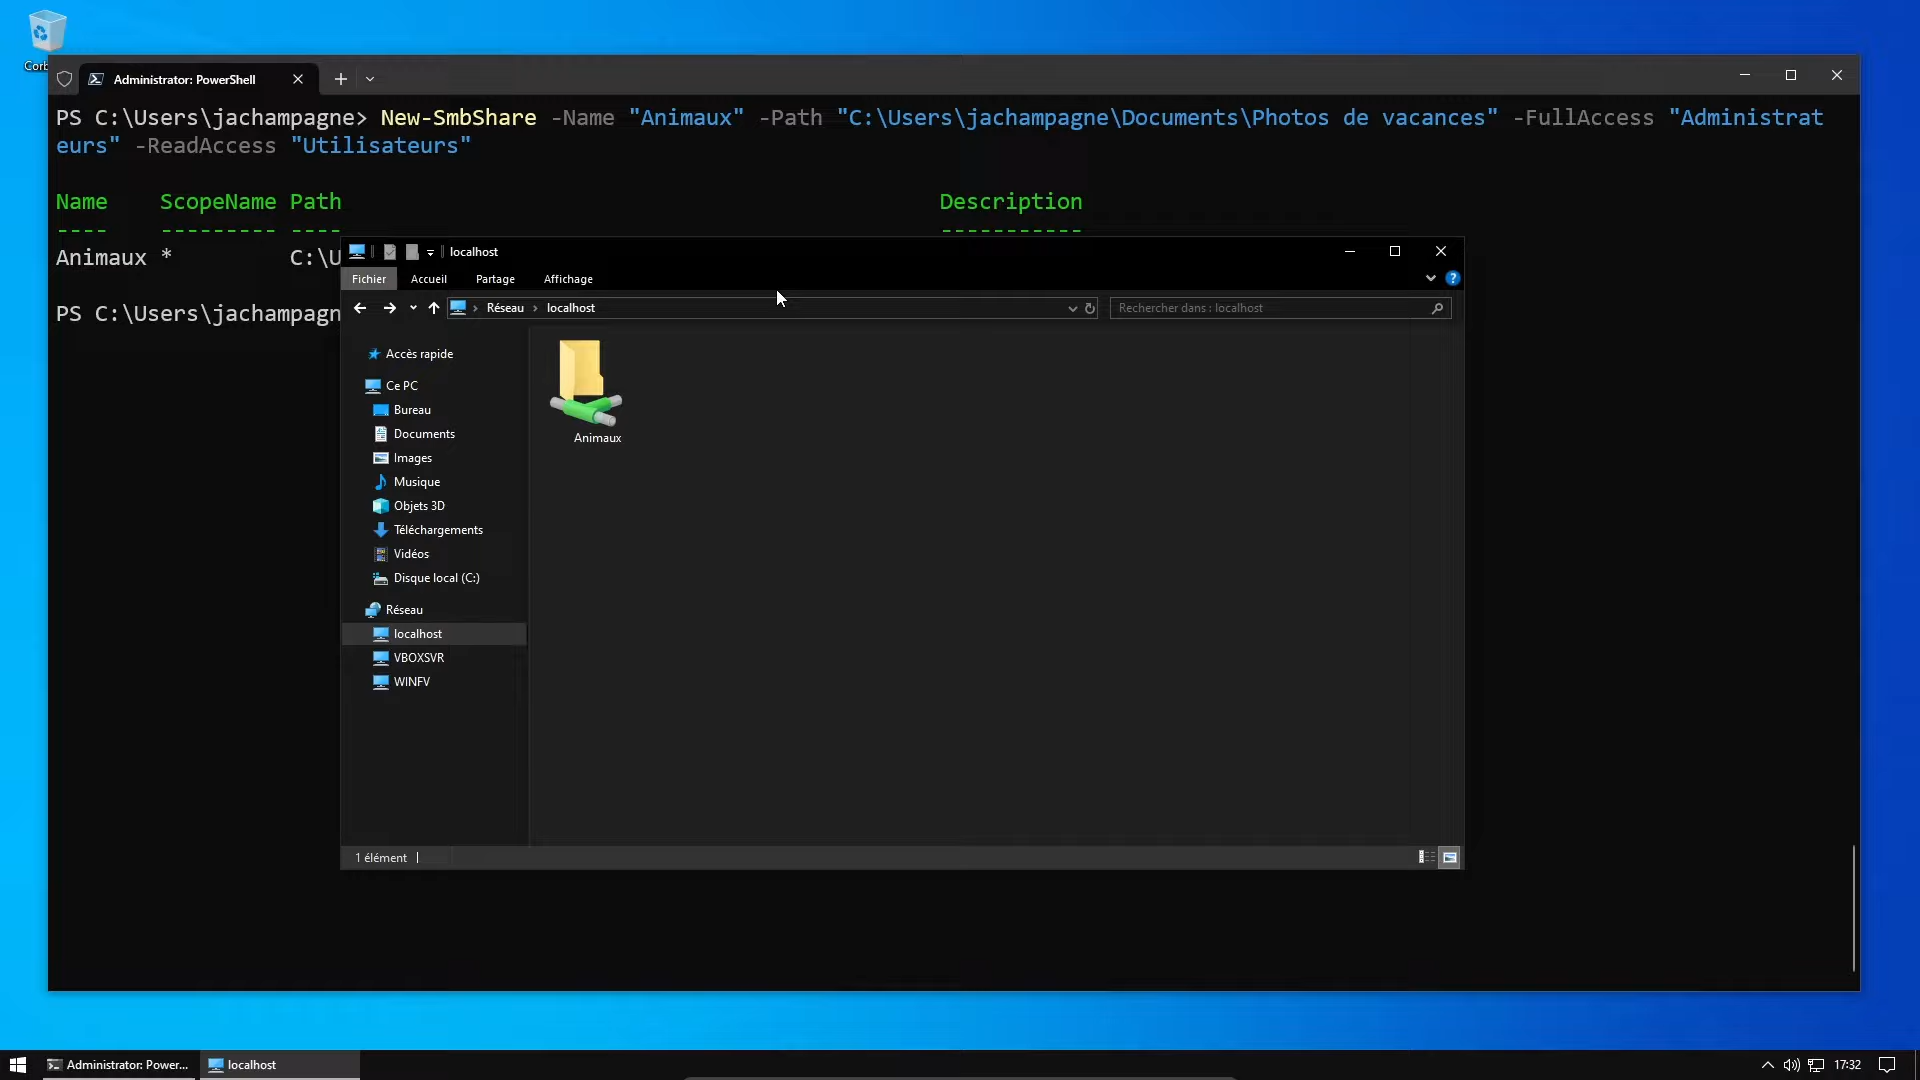 Corb
Administrator: PowerShell
PS C:\Users\jachampagne> New-SmbShare -Name "Animaux" -Path "C:\Users\jachampagne\Documents\Photos de vacances" -FullAccess "Administrat
eurs" -ReadAccess "Utilisateurs"
Name ScopeName Path Description
---- --------- ---- -----------
Animaux * C:\U
PS C:\Users\jachampagn
localhost
Fichier Accueil Partage Affichage
Réseau > localhost
Rechercher dans : localhost
Accès rapide
Ce PC
Bureau
Documents
Images
Musique
Objets 3D
Téléchargements
Vidéos
Disque local (C:)
Réseau
localhost
VBOXSVR
WINFV
Animaux
1 élément
Administrator: Power...
localhost
17:32